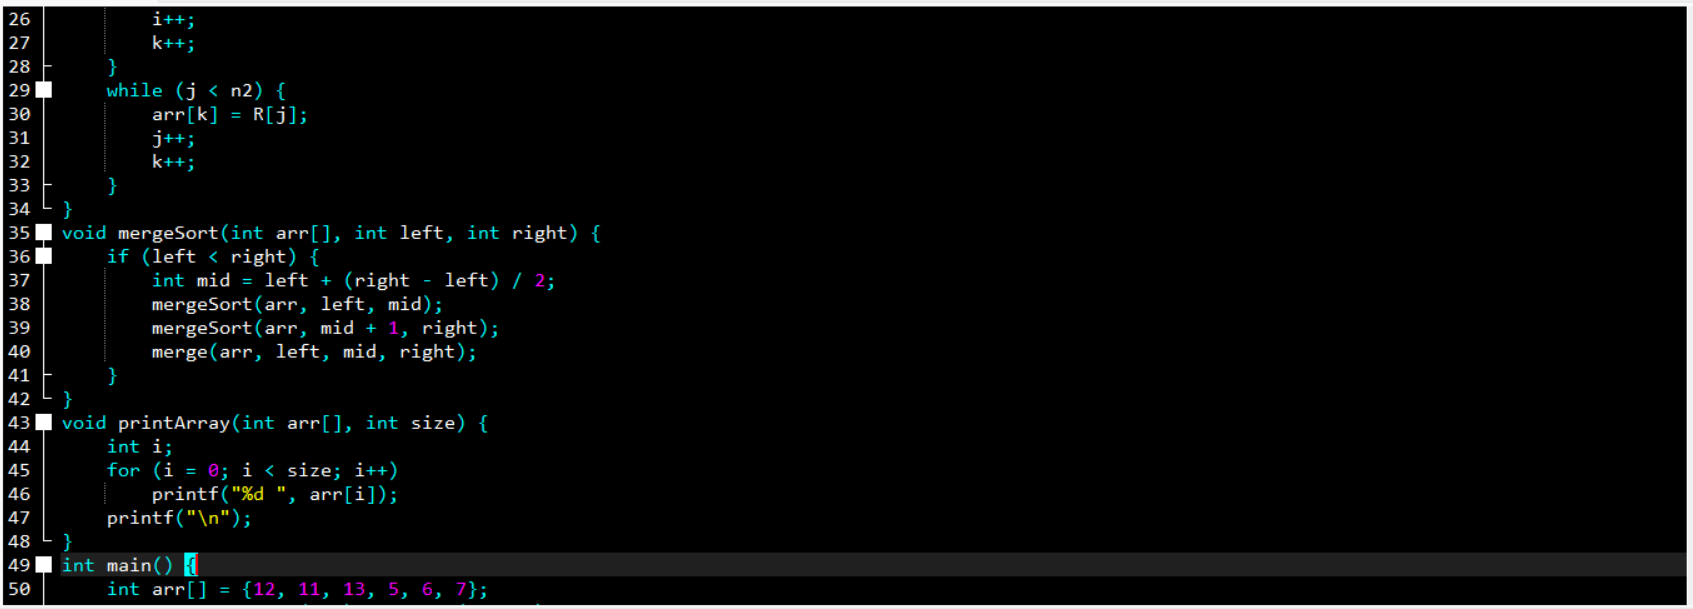 26 i++;
27 k++;
28 }
29 while (j < n2) {
30 arr[k] = R[j];
31 j++;
32 k++;
33 }
34 }
35 void mergeSort(int arr[], int left, int right) {
36 if (left < right) {
37 int mid = left + (right - left) / 2;
38 mergeSort(arr, left, mid);
39 mergeSort(arr, mid + 1, right);
40 merge(arr, left, mid, right);
41 }
42 }
43 void printArray(int arr[], int size) {
44 int i;
45 for (i = 0; i < size; i++)
46 printf("%d ", arr[i]);
47 printf("\n");
48 }
49 int main() {
50 int arr[] = {12, 11, 13, 5, 6, 7};